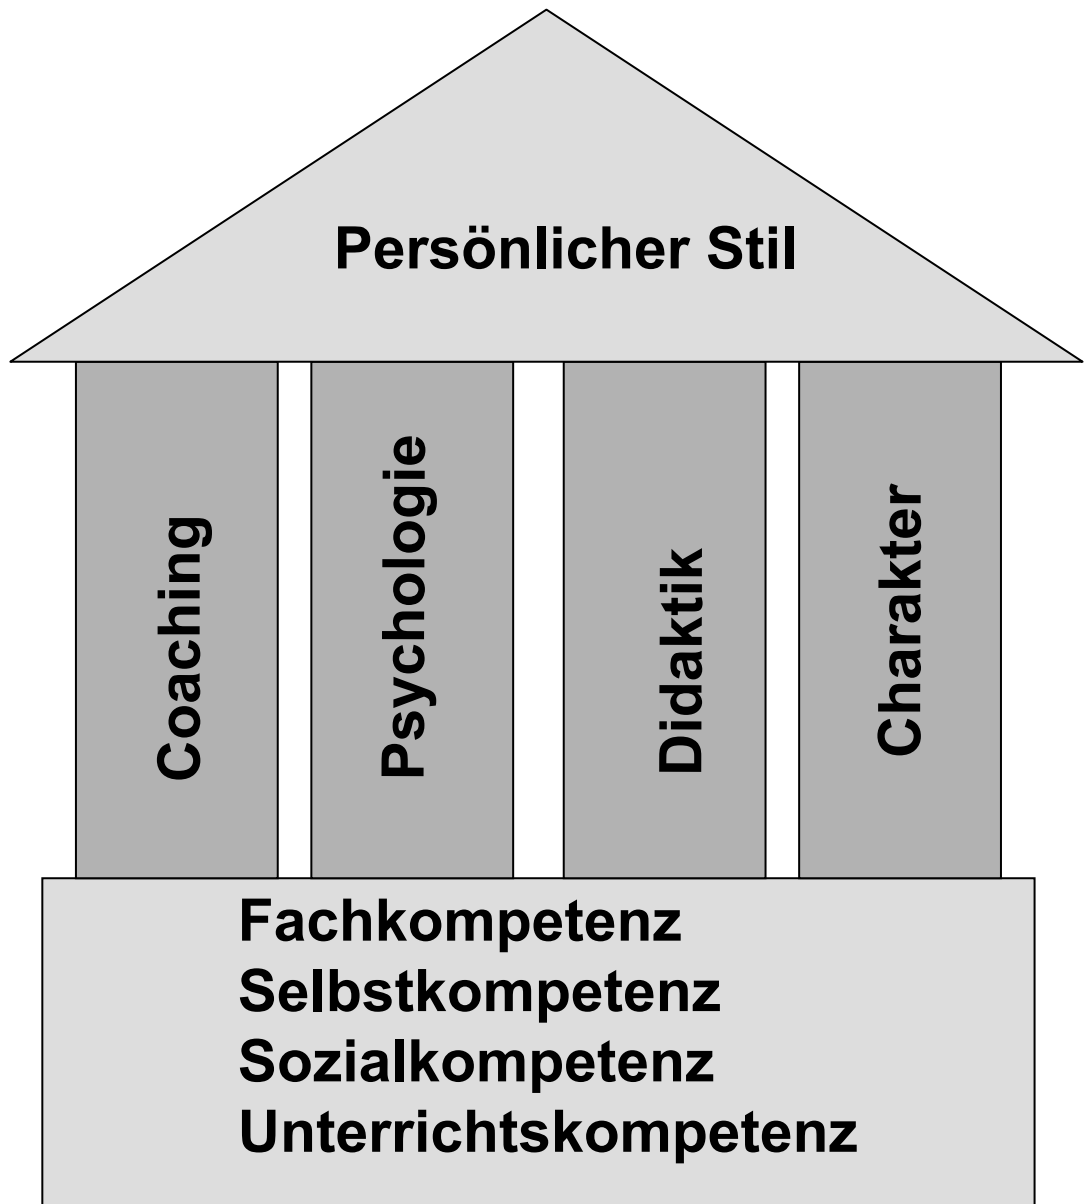 Persönlicher Stil
Coaching
Psychologie
Didaktik
Charakter
Fachkompetenz
Selbstkompetenz
Sozialkompetenz
Unterrichtskompetenz